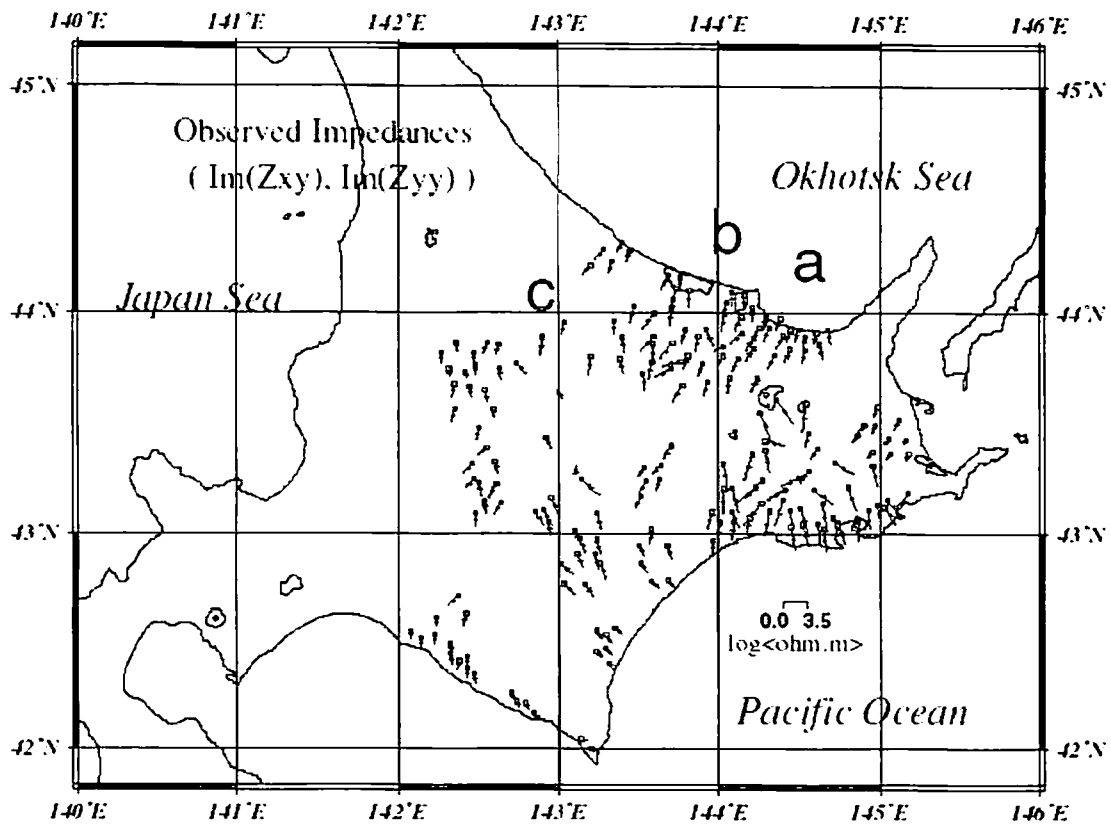 140°E 141°E 142°E 143°E 144°E 145°E 146°E
45°N 45°N
Observed Impedances
( Im(Zxy), Im(Zyy) )
Okhotsk Sea
b
a
c
Japan Sea
44°N 44°N
43°N 43°N
0.0 3.5
log<ohm.m>
Pacific Ocean
42°N 42°N
140°E 141°E 142°E 143°E 144°E 145°E 146°E